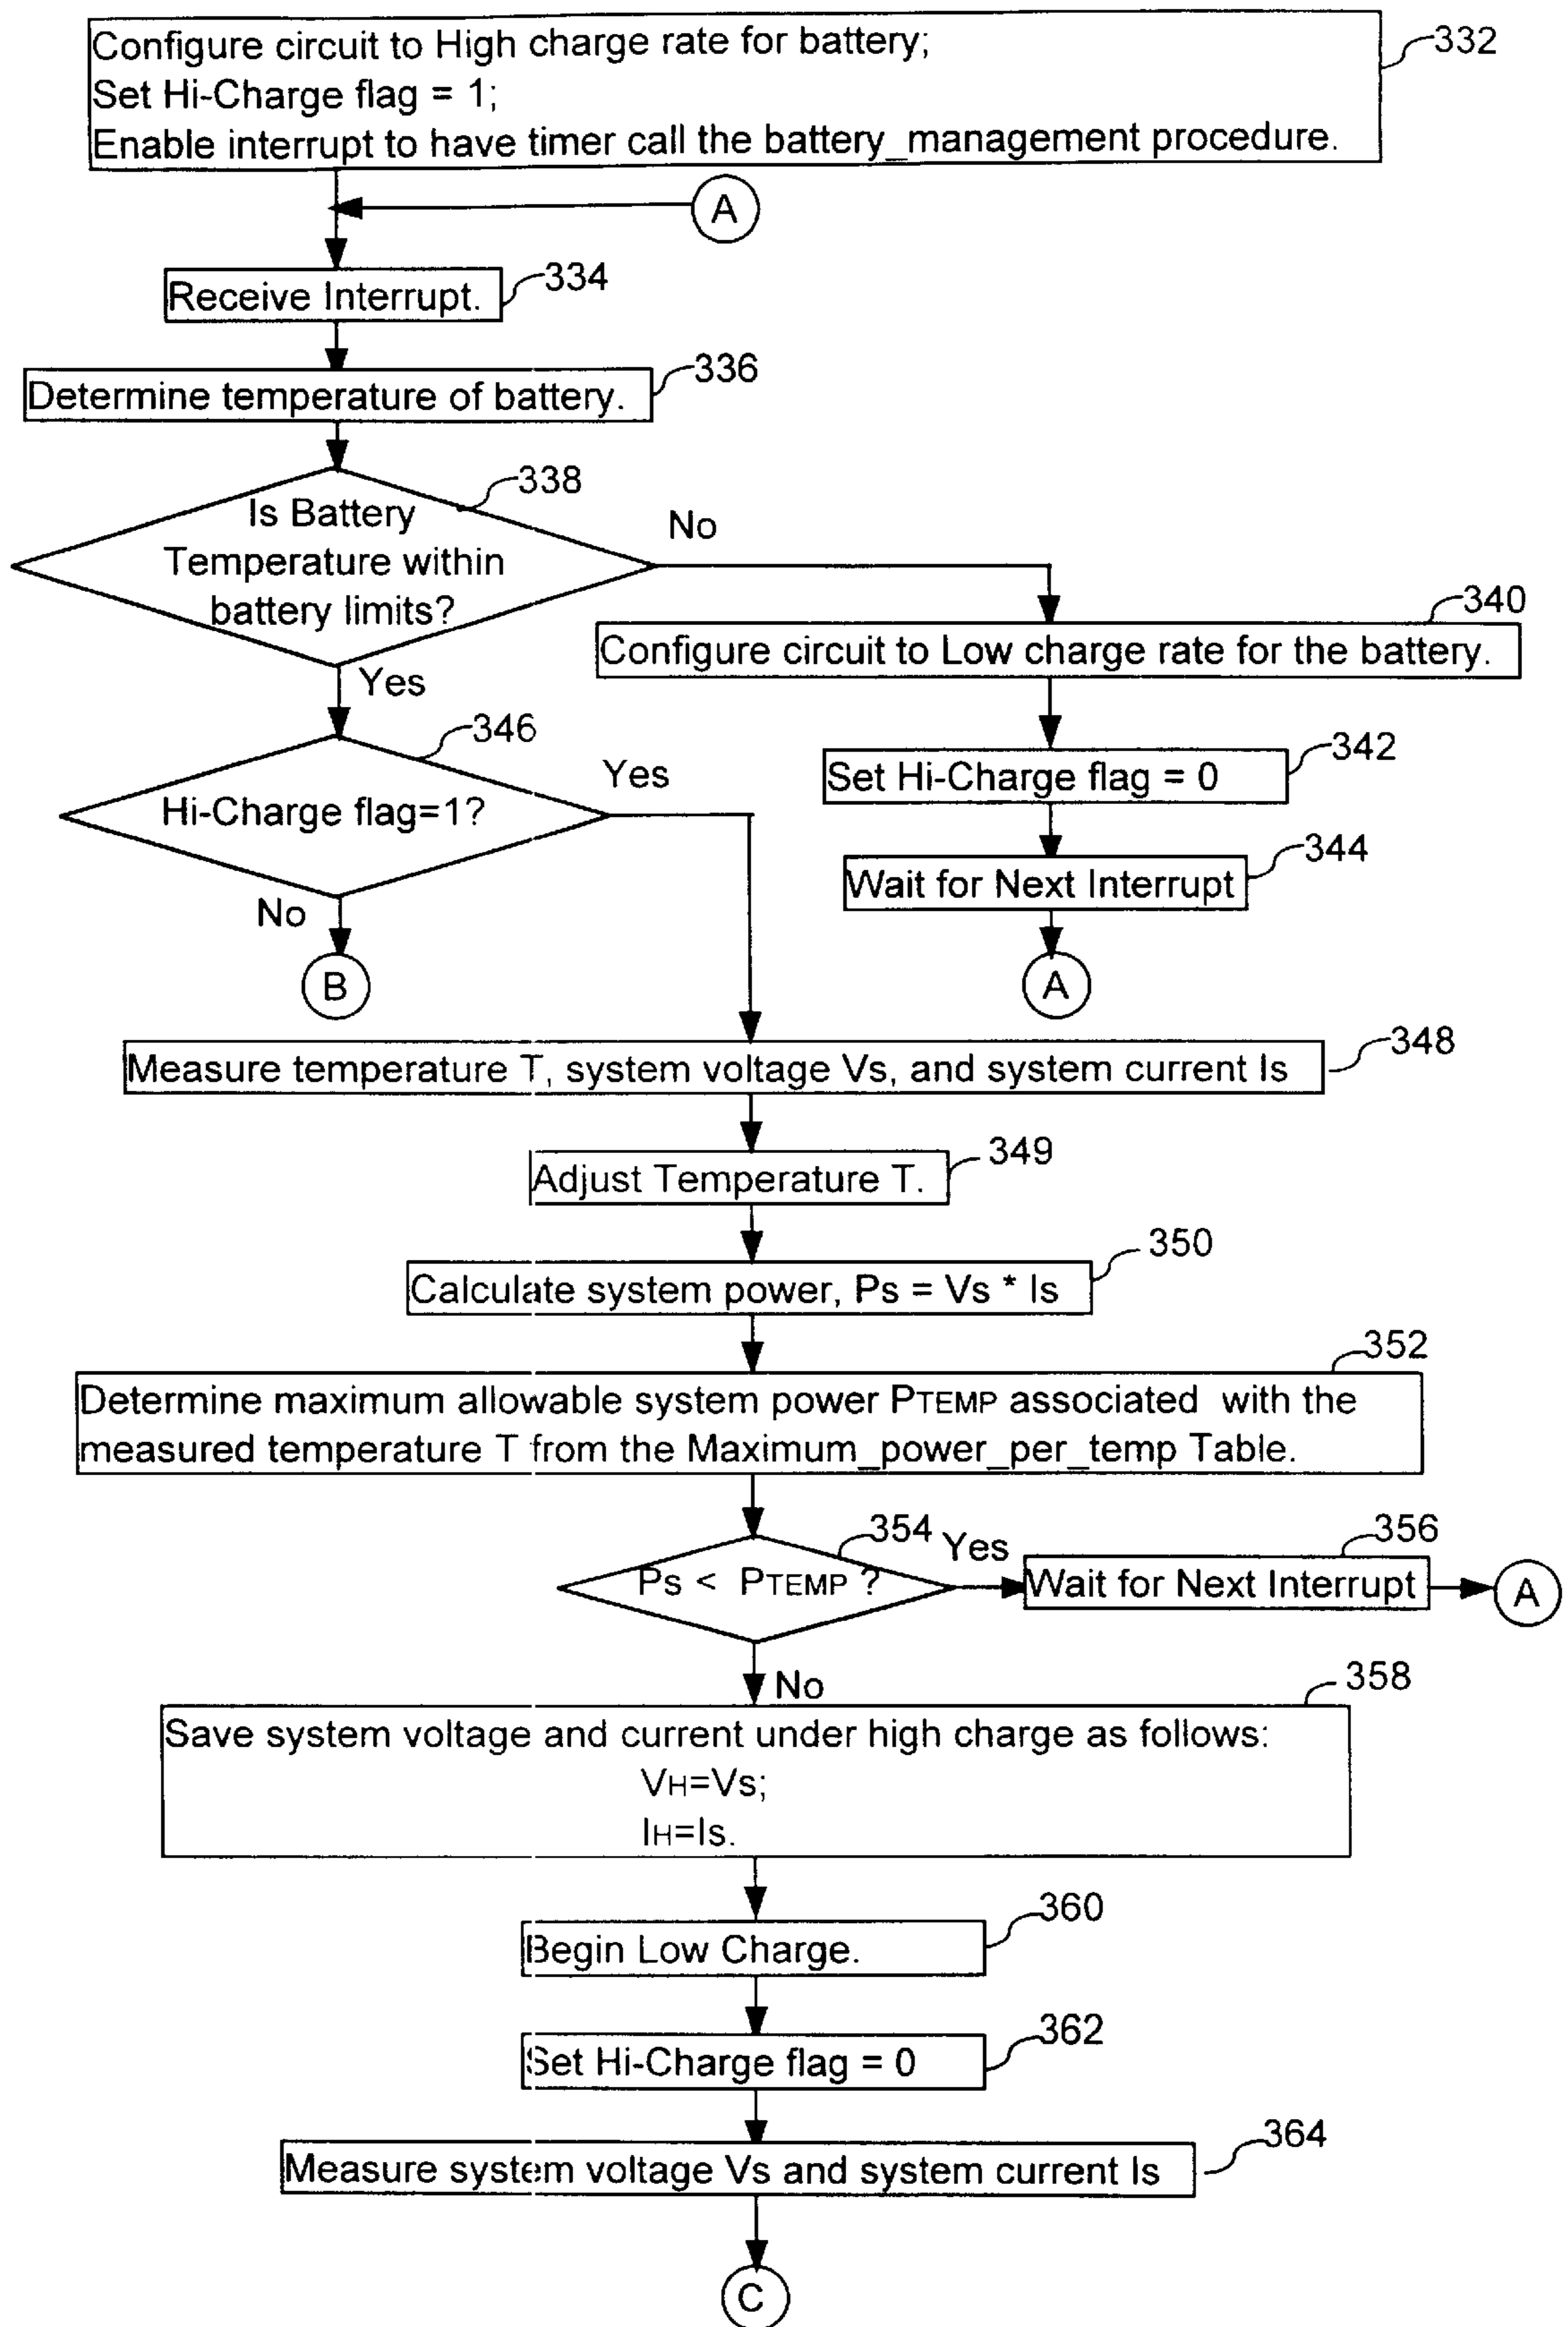 Configure circuit to High charge rate for battery;
Set Hi-Charge flag = 1;
Enable interrupt to have timer call the battery_management procedure.
332
A
Receive Interrupt.
334
Determine temperature of battery.
336
Is Battery
Temperature within
battery limits?
338
No
Yes
Configure circuit to Low charge rate for the battery.
340
Set Hi-Charge flag = 0
342
Wait for Next Interrupt
344
A
Hi-Charge flag=1?
346
Yes
No
B
Measure temperature T, system voltage Vs, and system current Is
348
Adjust Temperature T.
349
Calculate system power, Ps = Vs * Is
350
Determine maximum allowable system power PTEMP associated with the
measured temperature T from the Maximum_power_per_temp Table.
352
Ps < PTEMP ?
354
Yes
Wait for Next Interrupt
356
A
No
Save system voltage and current under high charge as follows:
VH=Vs;
IH=Is.
358
Begin Low Charge.
360
Set Hi-Charge flag = 0
362
Measure system voltage Vs and system current Is
364
C